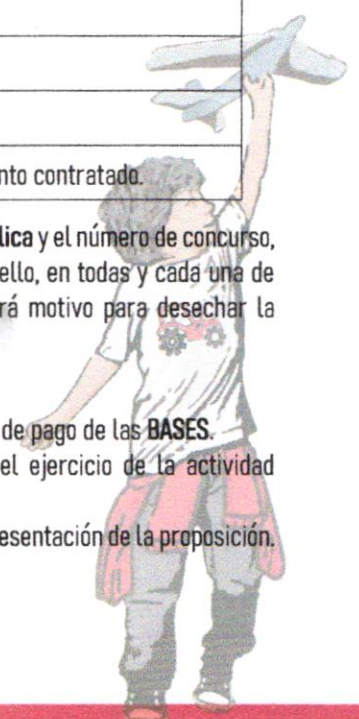 nto contratado.
lica y el número de concurso,
ello, en todas y cada una de
rá motivo para desechar la
de pago de las BASES.
el ejercicio de la actividad
esentación de la proposición.